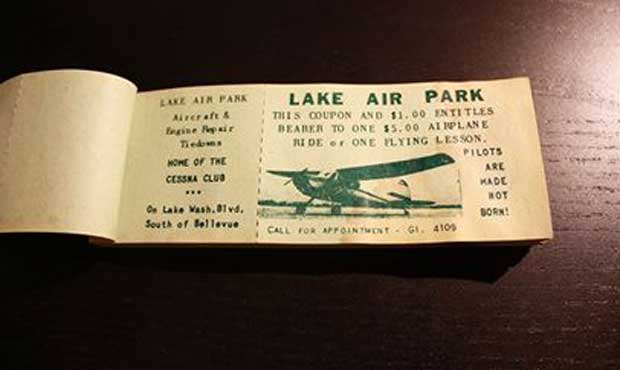 LAKE AIR PARK
Aircraft &
Engine Repair
Tiedowns
HOME OF THE
CESSNA CLUB
***
On Lake Wash. Blvd.
South of Bellevue
LAKE AIR PARK
THIS COUPON AND $1.00 ENTITLES
BEARER TO ONE $5.00 AIRPLANE
RIDE or ONE FLYING LESSON.
PILOTS
ARE
MADE
NOT
BORN!
CALL FOR APPOINTMENT - GI. 4109